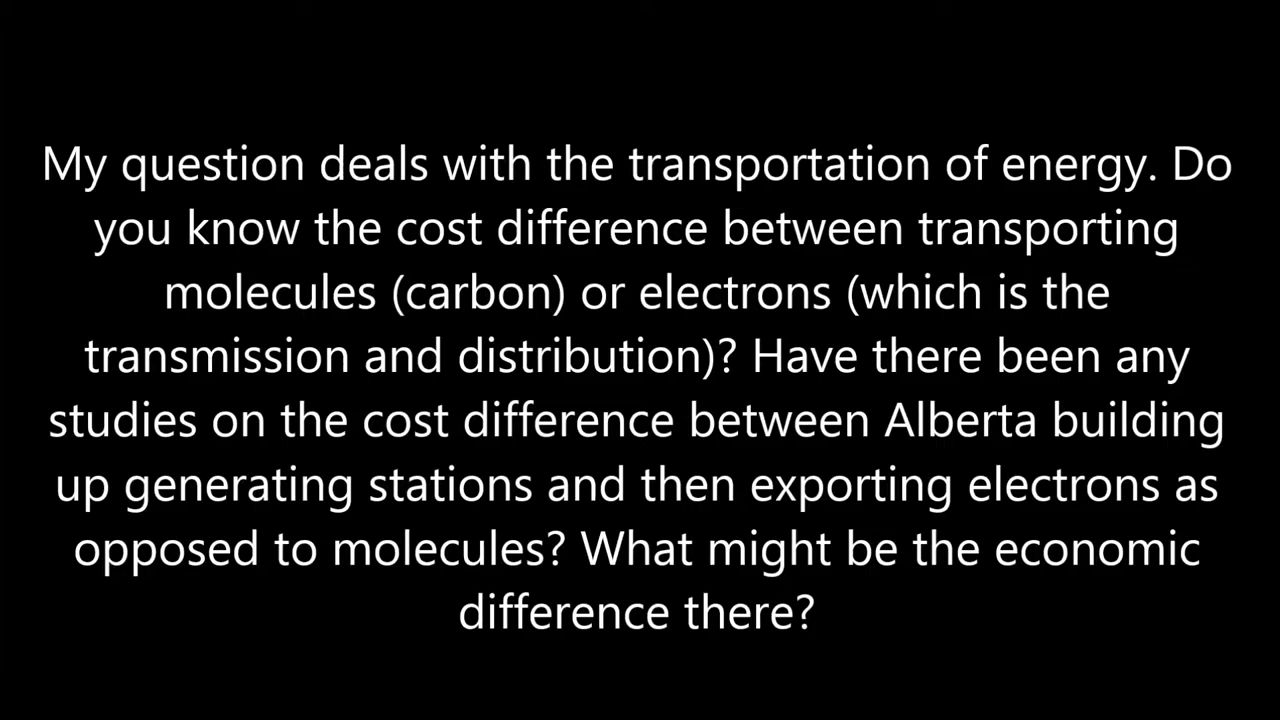 My question deals with the transportation of energy. Do
you know the cost difference between transporting
molecules (carbon) or electrons (which is the
transmission and distribution)? Have there been any
studies on the cost difference between Alberta building
up generating stations and then exporting electrons as
opposed to molecules? What might be the economic
difference there?